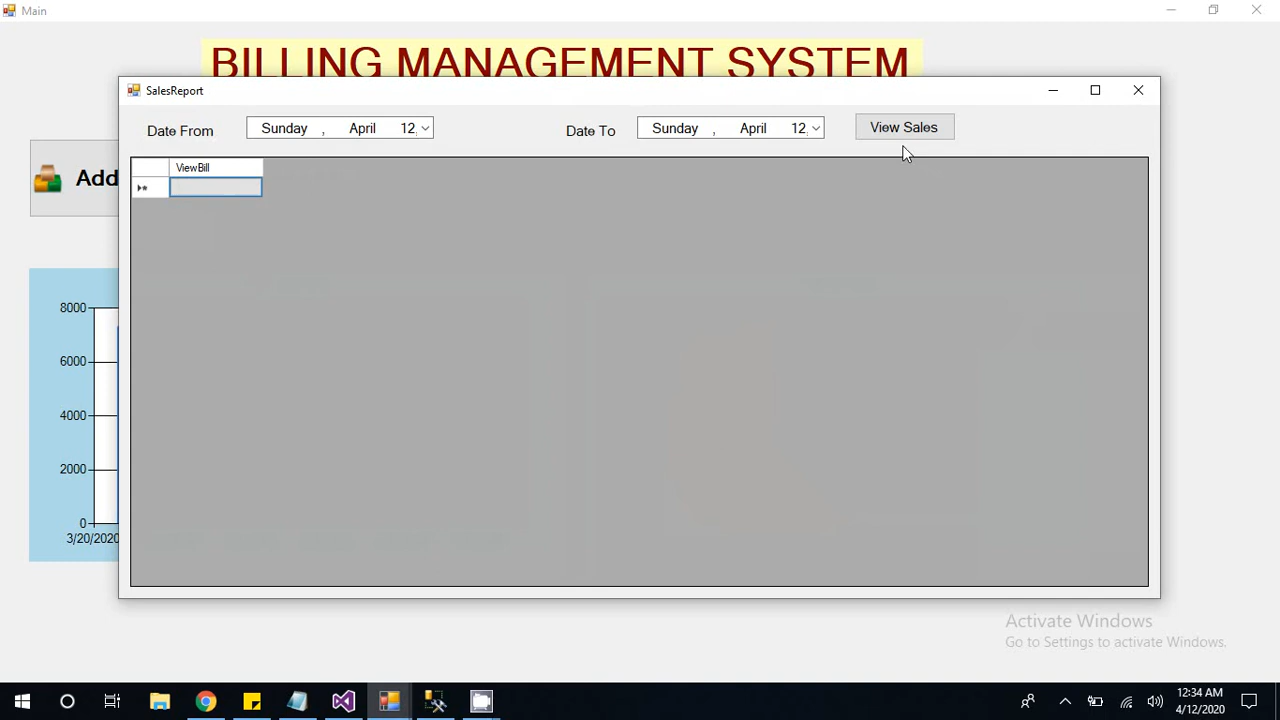 Main
BILLING MANAGEMENT SYSTEM
SalesReport
Date From
Sunday , April 12,
Date To
Sunday , April 12,
View Sales
ViewBill
Add
8000
6000
4000
2000
0
3/20/2020
Activate Windows
Go to Settings to activate Windows.
12:34 AM
4/12/2020